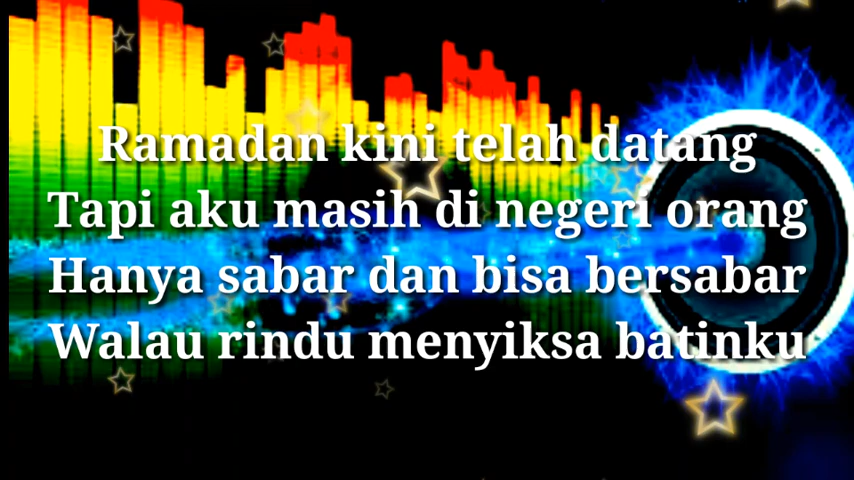 Ramadan kini telah datang
Tapi aku masih di negeri orang
Hanya sabar dan bisa bersabar
Walau rindu menyiksa batinku